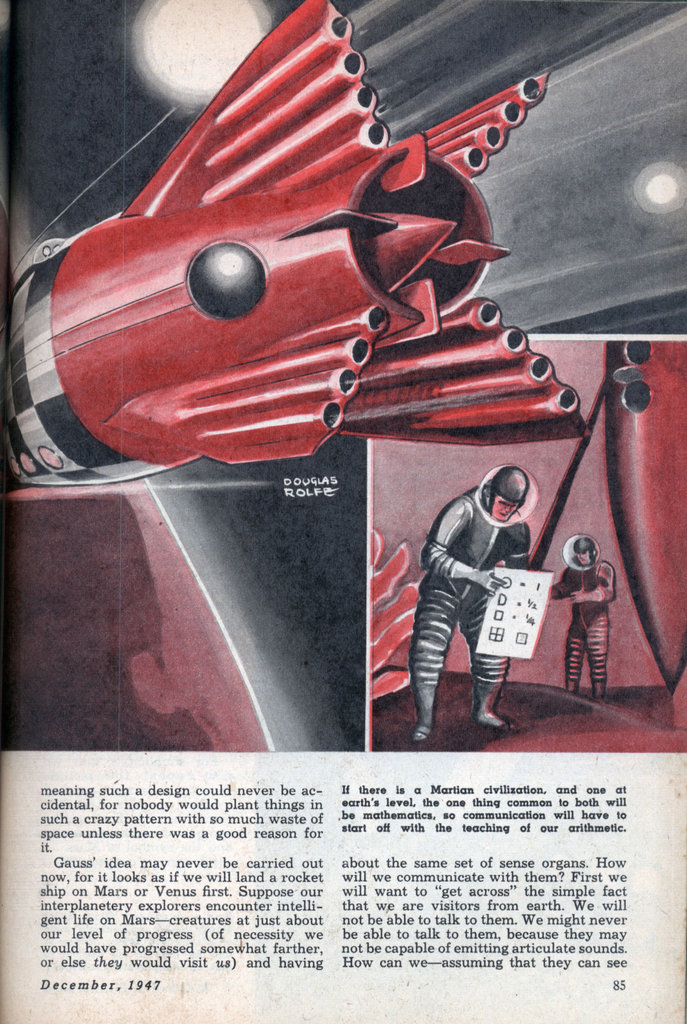 DOUGLAS
ROLFE
= 1
D = 1/2
= 1/4
meaning such a design could never be ac-
cidental, for nobody would plant things in
such a crazy pattern with so much waste of
space unless there was a good reason for
it.
Gauss' idea may never be carried out
now, for it looks as if we will land a rocket
ship on Mars or Venus first. Suppose our
interplanetery explorers encounter intelli-
gent life on Mars—creatures at just about
our level of progress (of necessity we
would have progressed somewhat farther,
or else they would visit us) and having
If there is a Martian civilization, and one at
earth's level, the one thing common to both will
be mathematics, so communication will have to
start off with the teaching of our arithmetic.
about the same set of sense organs. How
will we communicate with them? First we
will want to "get across" the simple fact
that we are visitors from earth. We will
not be able to talk to them. We might never
be able to talk to them, because they may
not be capable of emitting articulate sounds.
How can we—assuming that they can see
December, 1947
85